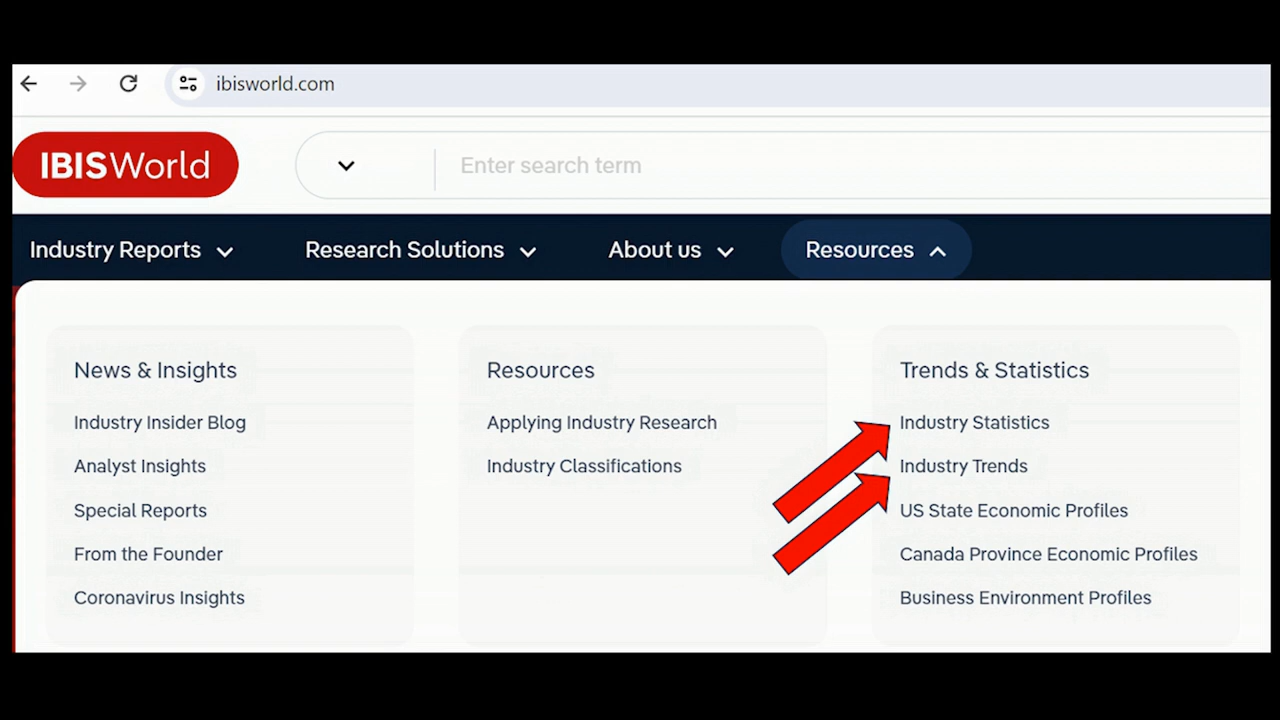 ibisworld.com
IBISWorld
Enter search term
Industry Reports
Research Solutions
About us
Resources
News & Insights
Industry Insider Blog
Analyst Insights
Special Reports
From the Founder
Coronavirus Insights
Resources
Applying Industry Research
Industry Classifications
Trends & Statistics
Industry Statistics
Industry Trends
US State Economic Profiles
Canada Province Economic Profiles
Business Environment Profiles